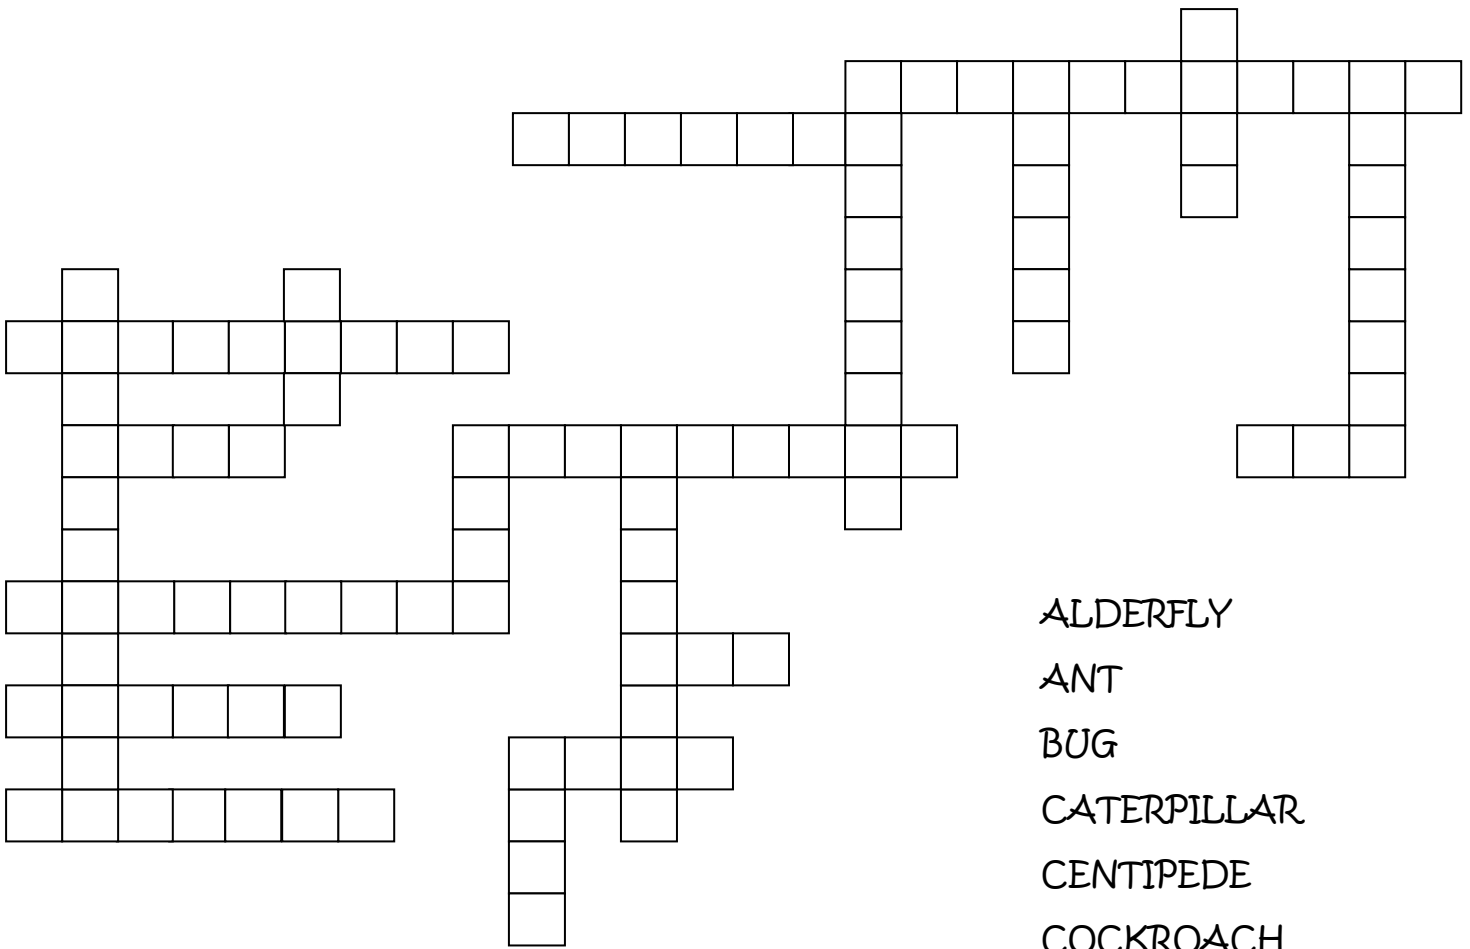 ALDERFLY
ANT
BUG
CATERPILLAR
CENTIPEDE
COCKROACH